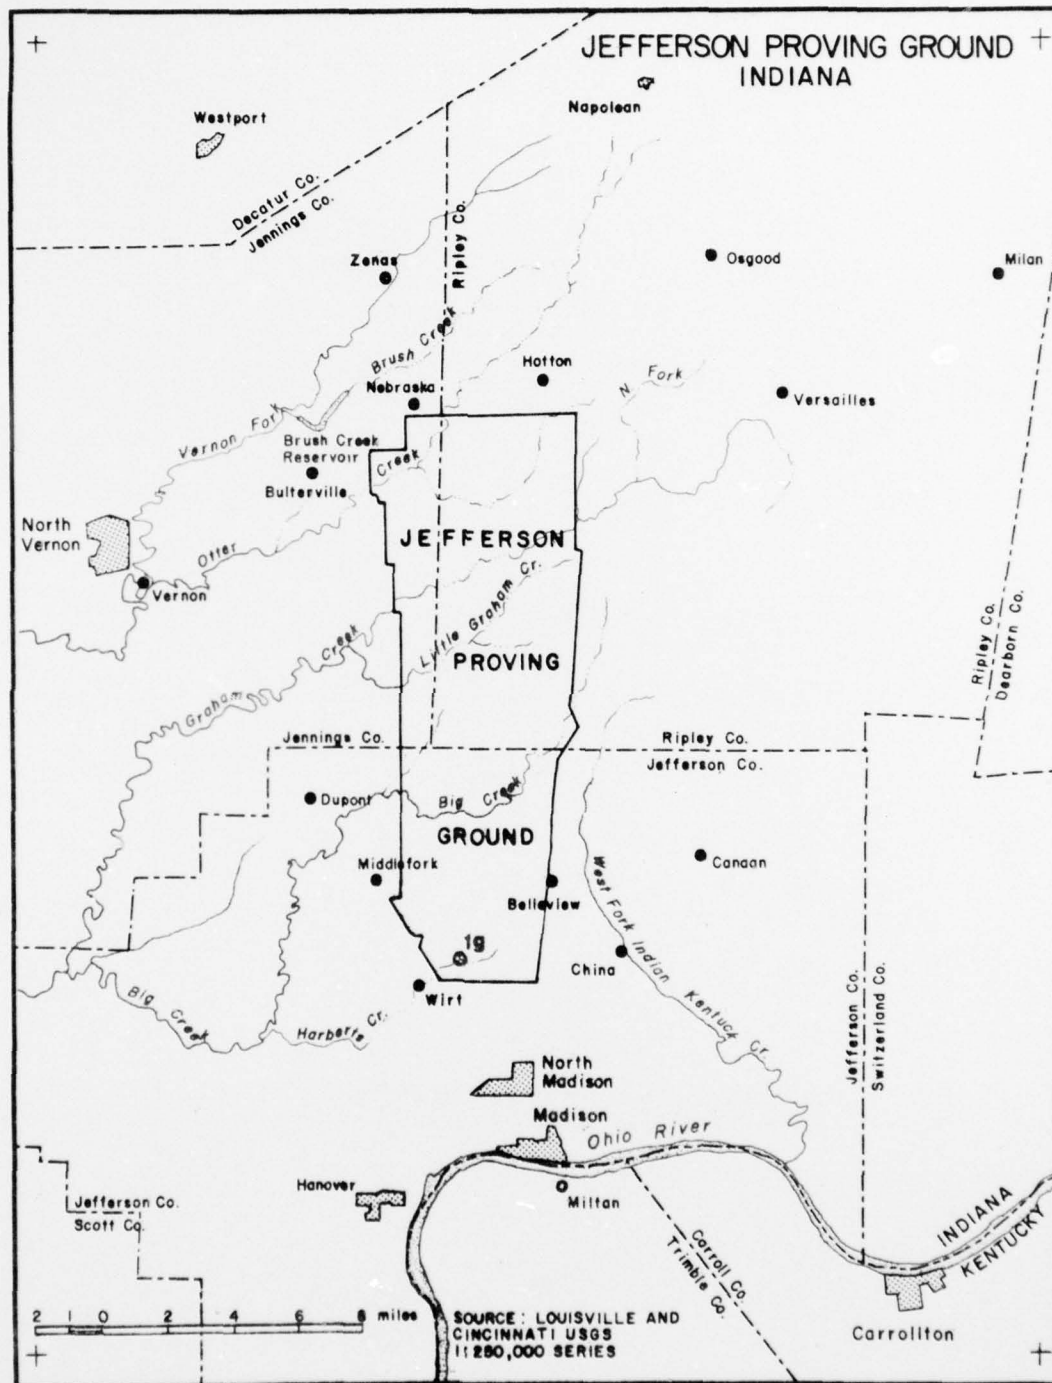 JEFFERSON PROVING GROUND
INDIANA
Westport
Napolean
Decatur Co.
Jennings Co.
Ripley Co.
Zenas
Osgood
Milan
Brush Creek
Hotton
N Fork
Nebraska
Versailles
Vernon Fork
Brush Creek
Reservoir
Creek
Bulterville
North
Vernon
Otter
JEFFERSON
Vernon
Little Graham Cr.
Creek
PROVING
Ripley Co.
Dearborn Co.
Graham
Jennings Co.
Ripley Co.
Jefferson Co.
Dupont
Big Creek
GROUND
Middlefork
Canaan
West Fork Indian Kentuck Cr.
Belleview
19
China
Wirt
Big Creek
Harberts Cr.
Jefferson Co.
Switzerland Co.
North
Madison
Madison
Ohio River
Hanover
Miltan
Jefferson Co.
Scott Co.
INDIANA
KENTUCKY
Carroll Co.
Trimble Co.
2 1 0 2 4 6 8 miles
SOURCE: LOUISVILLE AND
CINCINNATI USGS
1:250,000 SERIES
Carrollton